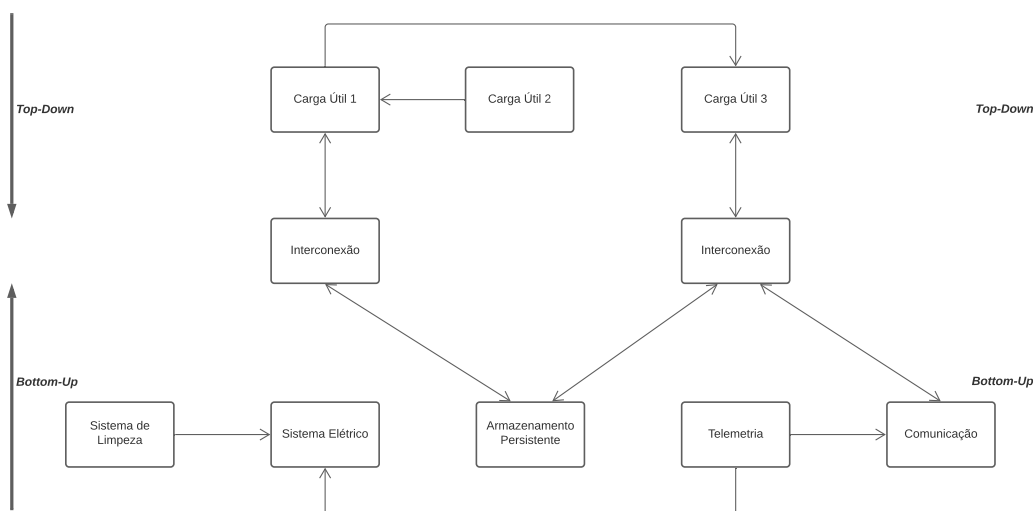 Carga Útil 1
Carga Útil 2
Carga Útil 3
Top-Down
Top-Down
Interconexão
Interconexão
Bottom-Up
Bottom-Up
Sistema de
Limpeza
Sistema Elétrico
Armazenamento
Persistente
Telemetria
Comunicação